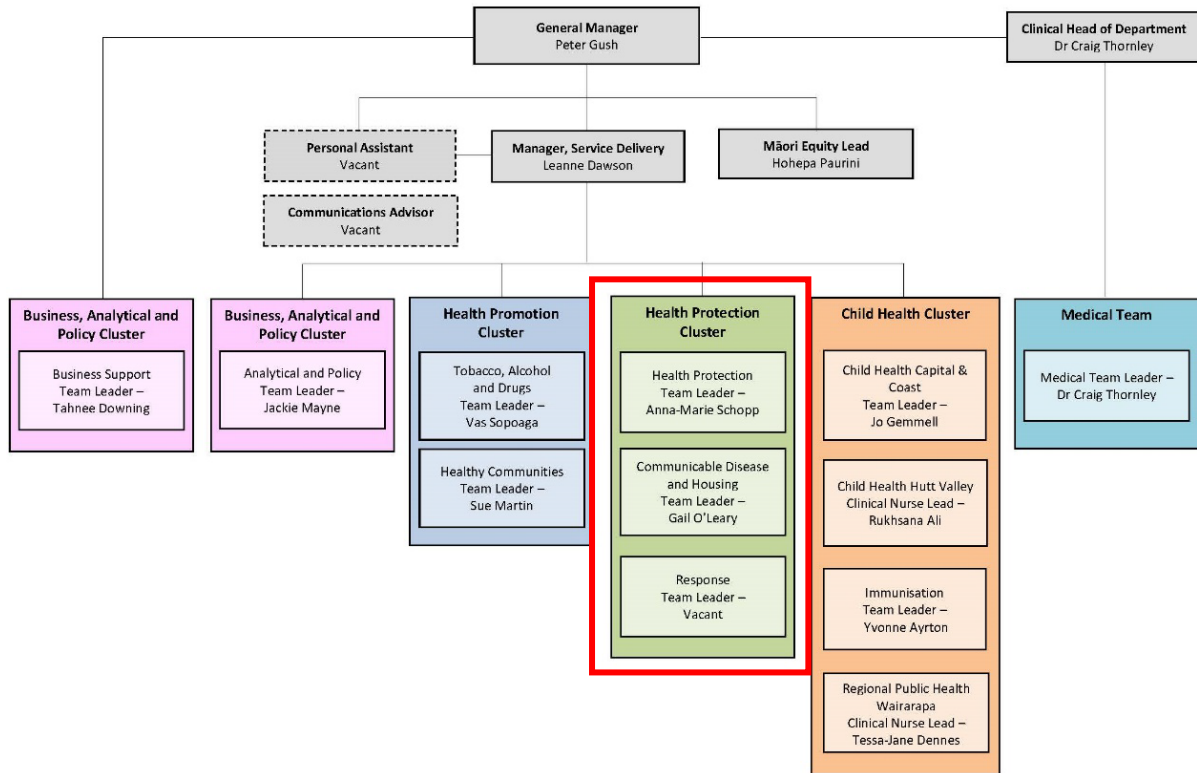 General Manager
Peter Gush
Clinical Head of Department
Dr Craig Thornley
Personal Assistant
Vacant
Manager, Service Delivery
Leanne Dawson
Māori Equity Lead
Hohepa Paurini
Communications Advisor
Vacant
Business, Analytical and
Policy Cluster
Business Support
Team Leader –
Tahnee Downing
Business, Analytical and
Policy Cluster
Analytical and Policy
Team Leader –
Jackie Mayne
Health Promotion
Cluster
Tobacco, Alcohol
and Drugs
Team Leader –
Vas Sopoaga
Healthy Communities
Team Leader –
Sue Martin
Health Protection
Cluster
Health Protection
Team Leader –
Anna-Marie Schopp
Communicable Disease
and Housing
Team Leader –
Gail O'Leary
Response
Team Leader –
Vacant
Child Health Cluster
Child Health Capital &
Coast
Team Leader –
Jo Gemmell
Child Health Hutt Valley
Clinical Nurse Lead –
Rukhsana Ali
Immunisation
Team Leader –
Yvonne Ayrton
Regional Public Health
Wairarapa
Clinical Nurse Lead –
Tessa-Jane Dennes
Medical Team
Medical Team Leader –
Dr Craig Thornley